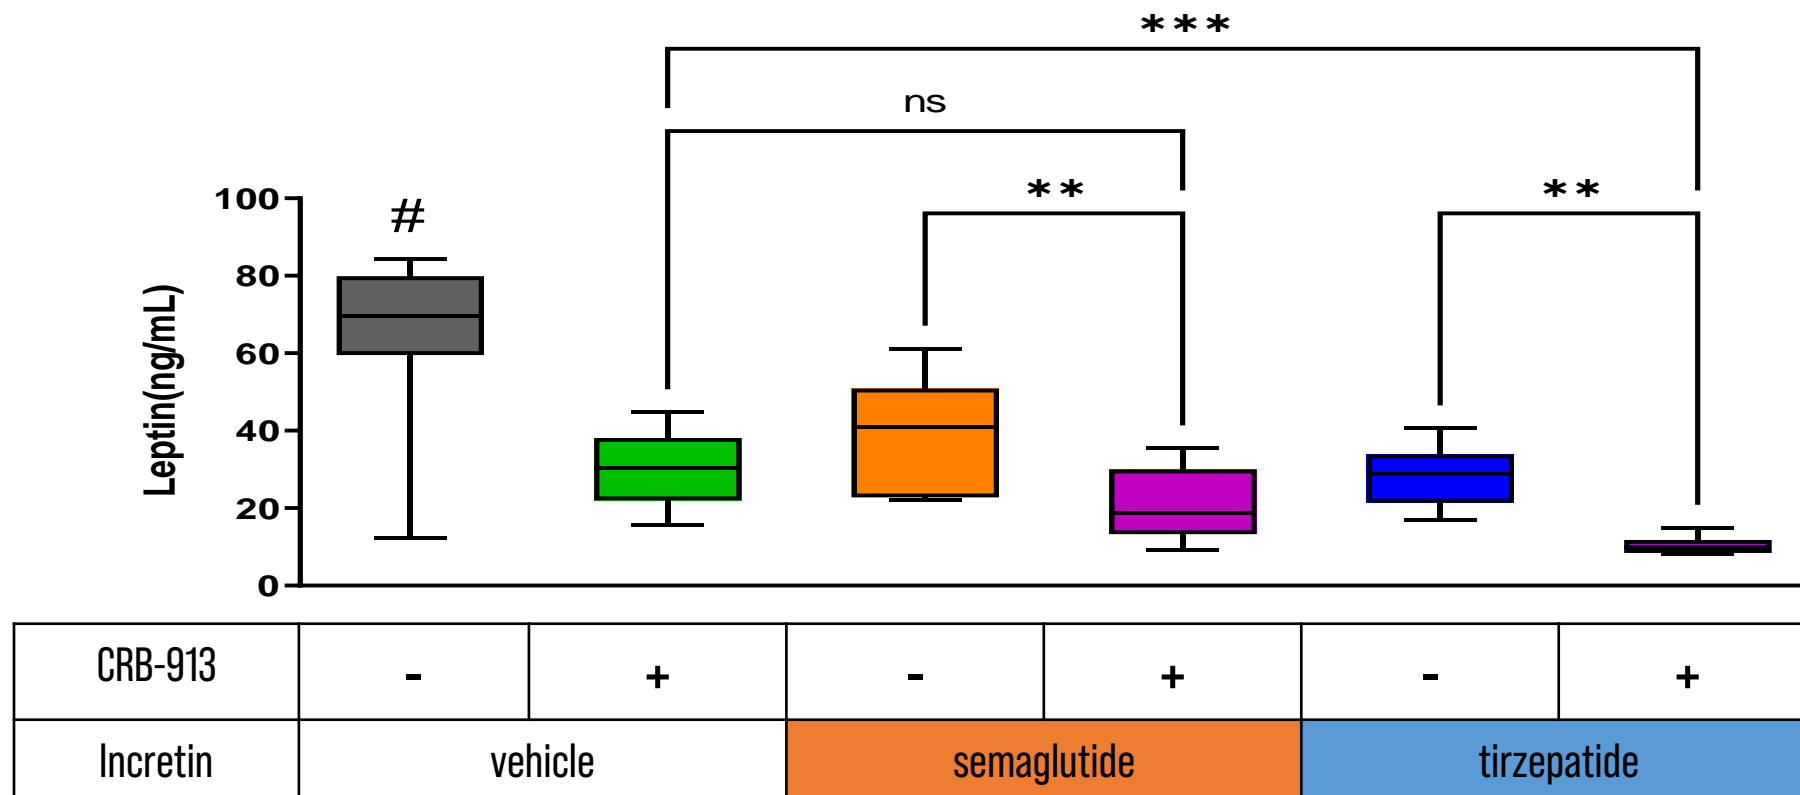 ***
ns
** **
100
#
80
60
40
20
0
Leptin(ng/mL)
CRB-913 - + - + - +
Incretin vehicle semaglutide tirzepatide